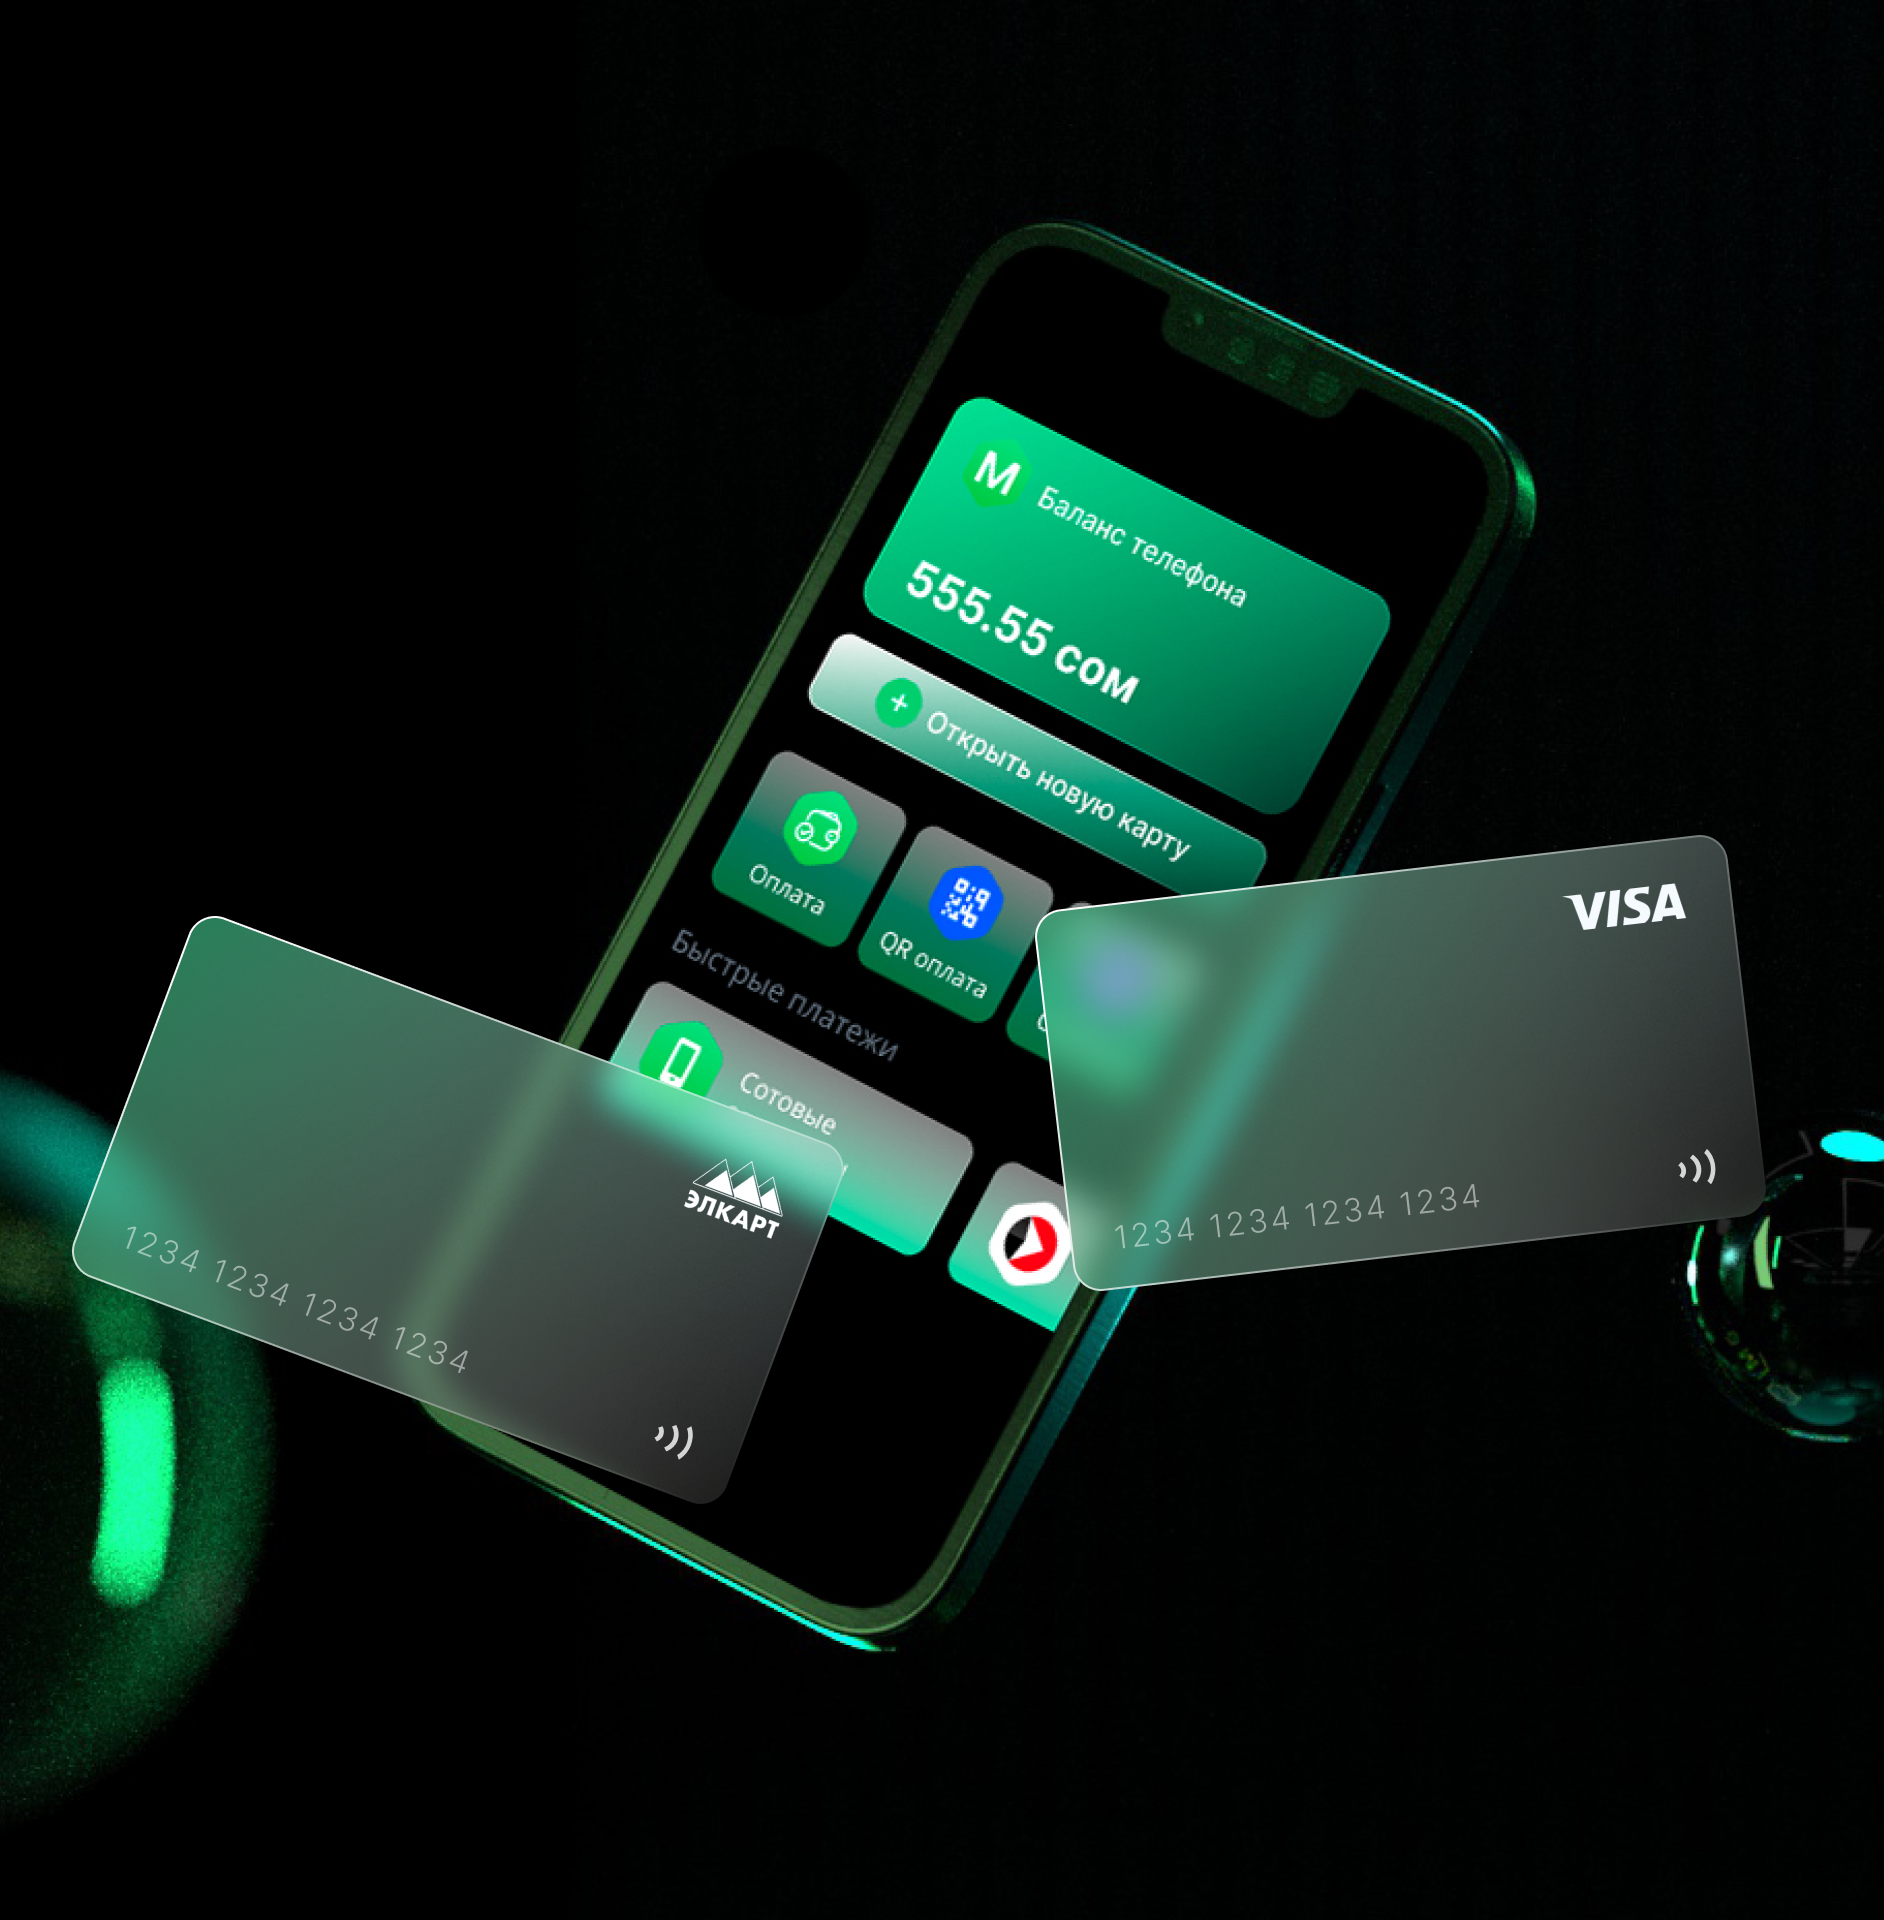 M
Баланс телефона
555.55 сом
+ Открыть новую карту
Оплата
QR оплата
Быстрые платежи
Сотовые
VISA
1234 1234 1234 1234
ЭЛКАРТ
1234 1234 1234 1234